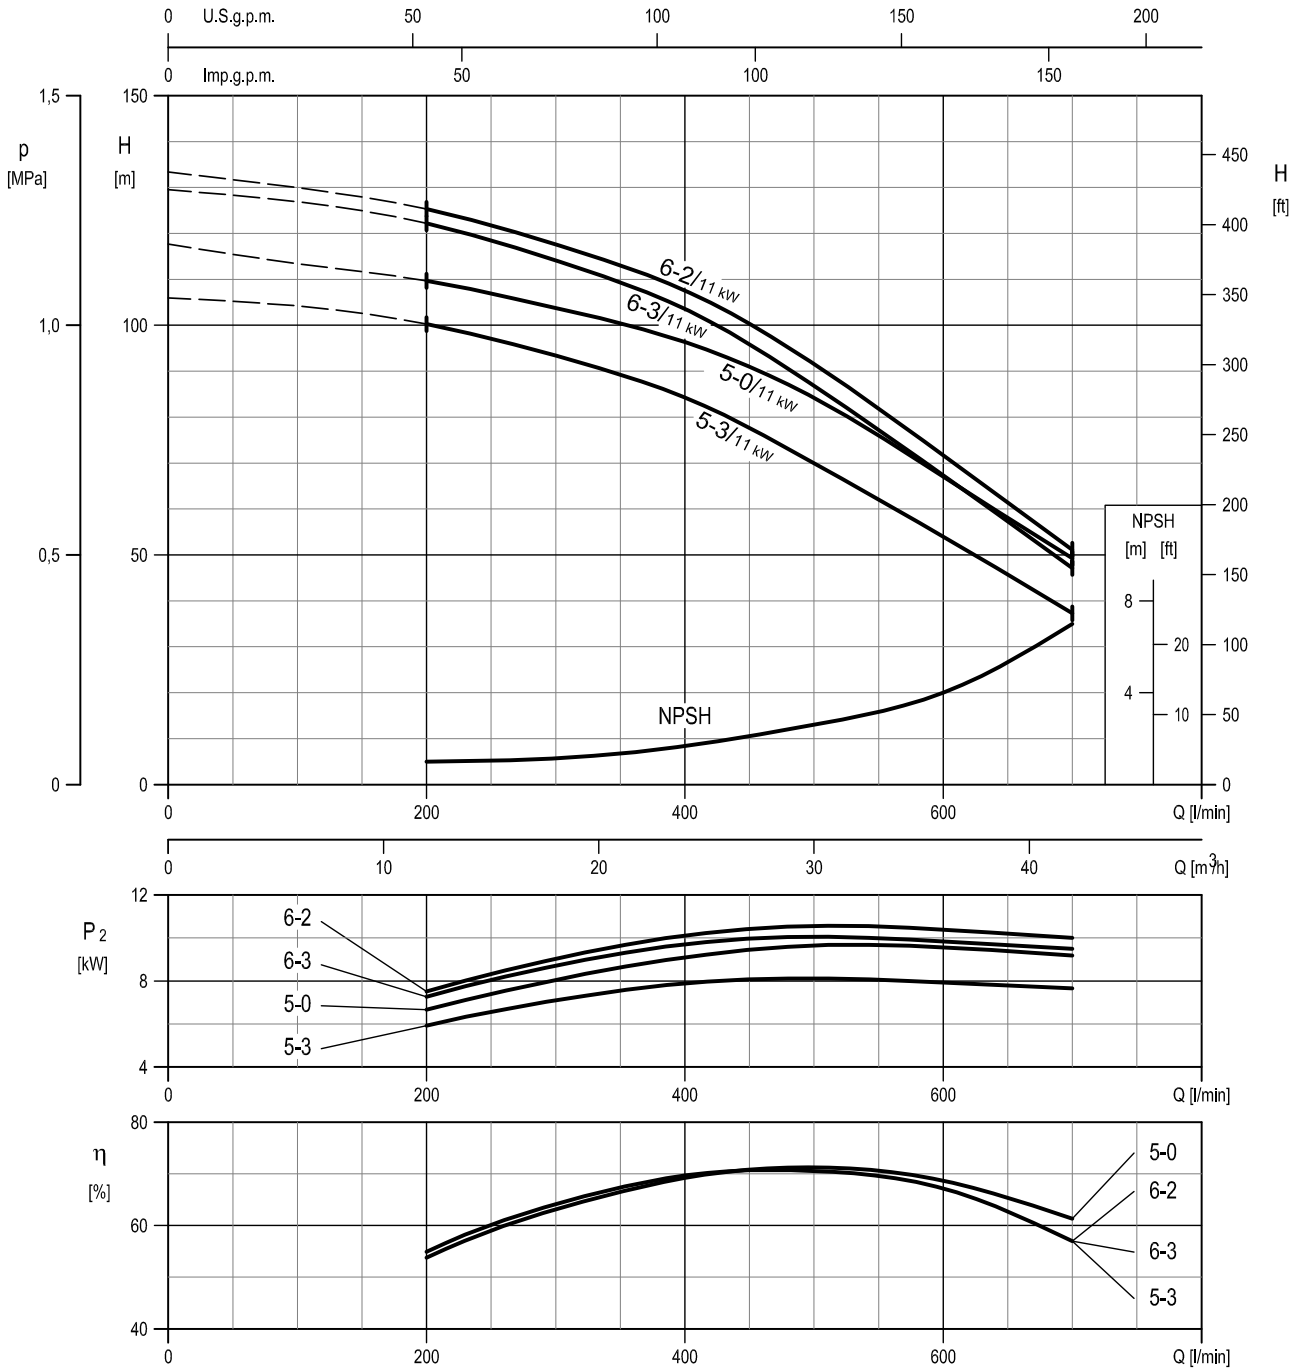 0 U.S.g.p.m. 50 100 150 200
0 Imp.g.p.m. 50 100 150
p
[MPa]
1,5
1,0
0,5
0
H
[m]
150
100
50
0
H
[ft]
450
400
350
300
250
200
150
100
50
0
6-2/11 kW
6-3/11 kW
5-0/11 kW
5-3/11 kW
NPSH
NPSH
[m] [ft]
8
20
4
10
0 200 400 600 Q [l/min]
0 10 20 30 40 Q [m³/h]
P2
[kW]
12
8
4
6-2
6-3
5-0
5-3
0 200 400 600 Q [l/min]
η
[%]
80
60
40
5-0
6-2
6-3
5-3
0 200 400 600 Q [l/min]